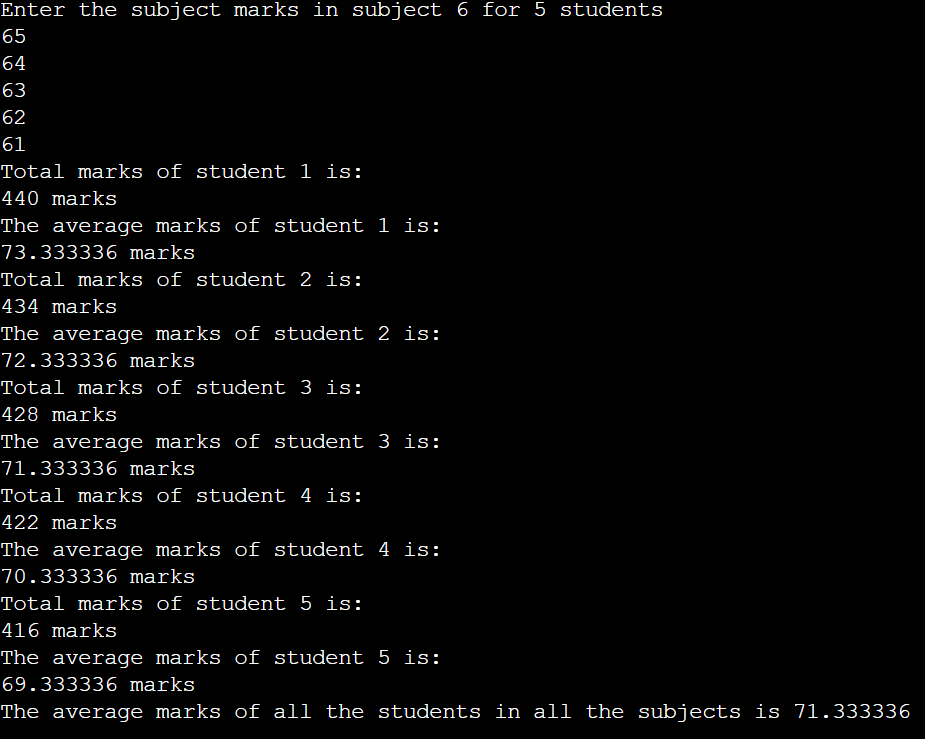 Enter the subject marks in subject 6 for 5 students
65
64
63
62
61
Total marks of student 1 is:
440 marks
The average marks of student 1 is:
73.333336 marks
Total marks of student 2 is:
434 marks
The average marks of student 2 is:
72.333336 marks
Total marks of student 3 is:
428 marks
The average marks of student 3 is:
71.333336 marks
Total marks of student 4 is:
422 marks
The average marks of student 4 is:
70.333336 marks
Total marks of student 5 is:
416 marks
The average marks of student 5 is:
69.333336 marks
The average marks of all the students in all the subjects is 71.333336